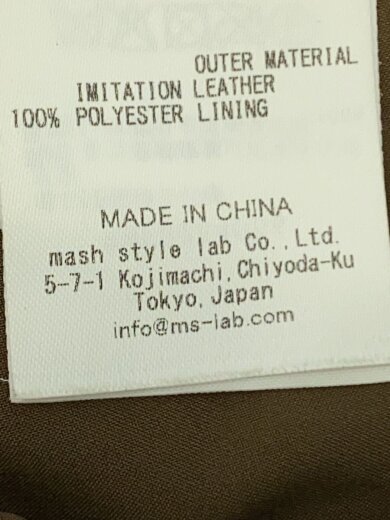 OUTER MATERIAL
IMITATION LEATHER
100% POLYESTER LINING
MADE IN CHINA
mash style lab Co.,Ltd.
5-7-1 Kojimachi,Chiyoda-Ku
Tokyo,Japan
info@ms-lab.com